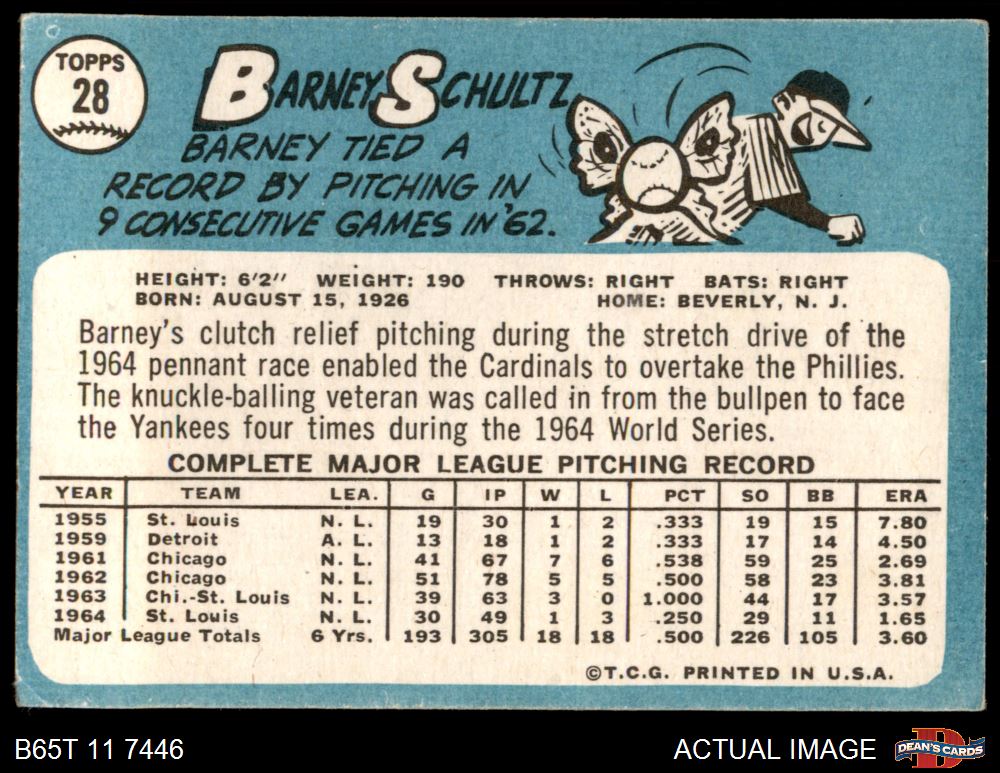 TOPPS
28
BARNEY SCHULTZ
BARNEY TIED A
RECORD BY PITCHING IN
9 CONSECUTIVE GAMES IN '62.
M
HEIGHT: 6'2" WEIGHT: 190 THROWS: RIGHT BATS: RIGHT
BORN: AUGUST 15, 1926 HOME: BEVERLY, N. J.
Barney's clutch relief pitching during the stretch drive of the
1964 pennant race enabled the Cardinals to overtake the Phillies.
The knuckle-balling veteran was called in from the bullpen to face
the Yankees four times during the 1964 World Series.
COMPLETE MAJOR LEAGUE PITCHING RECORD
YEAR TEAM LEA. G IP W L PCT SO BB ERA
1955 St. Louis N. L. 19 30 1 2 .333 19 15 7.80
1959 Detroit A. L. 13 18 1 2 .333 17 14 4.50
1961 Chicago N. L. 41 67 7 6 .538 59 25 2.69
1962 Chicago N. L. 51 78 5 5 .500 58 23 3.81
1963 Chi.-St. Louis N. L. 39 63 3 0 1.000 44 17 3.57
1964 St. Louis N. L. 30 49 1 3 .250 29 11 1.65
Major League Totals 6 Yrs. 193 305 18 18 .500 226 105 3.60
©T.C.G. PRINTED IN U.S.A.
B65T 11 7446 ACTUAL IMAGE D DEAN'S CARDS